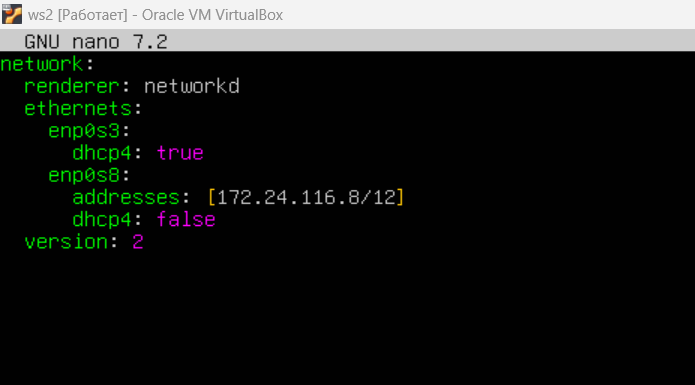 ws2 [Работает] - Oracle VM VirtualBox
GNU nano 7.2
network:
  renderer: networkd
  ethernets:
    enp0s3:
      dhcp4: true
    enp0s8:
      addresses: [172.24.116.8/12]
      dhcp4: false
  version: 2